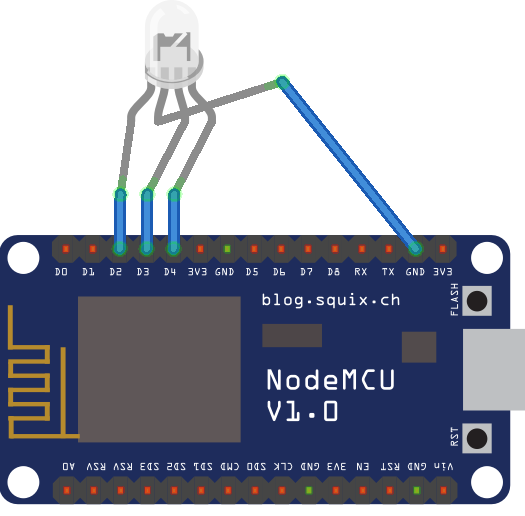 D0 D1 D2 D3 D4 3V3 GND D5 D6 D7 D8 RX TX GND 3V3
blog.squix.ch
FLASH
NodeMCU
V1.0
RST
A0 RSV RSV SD3 SD2 SD1 CMD SD0 CLK GND 3V3 EN RST GND Vin